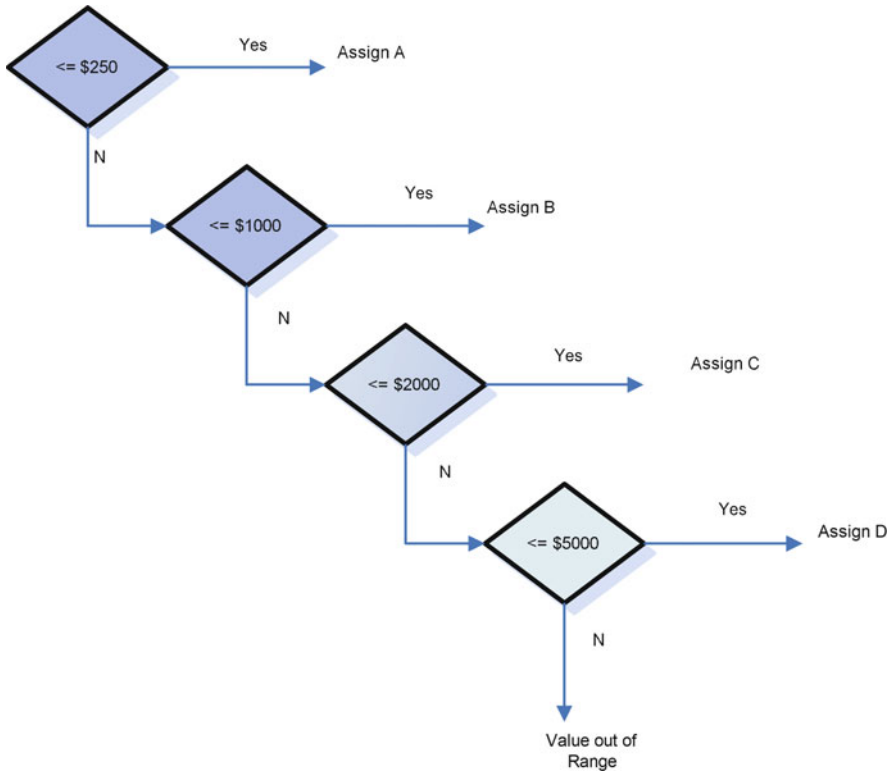 Yes
Assign A
<= $250
N
Yes
Assign B
<= $1000
N
Yes
Assign C
<= $2000
N
Yes
Assign D
<= $5000
N
Value out of
Range